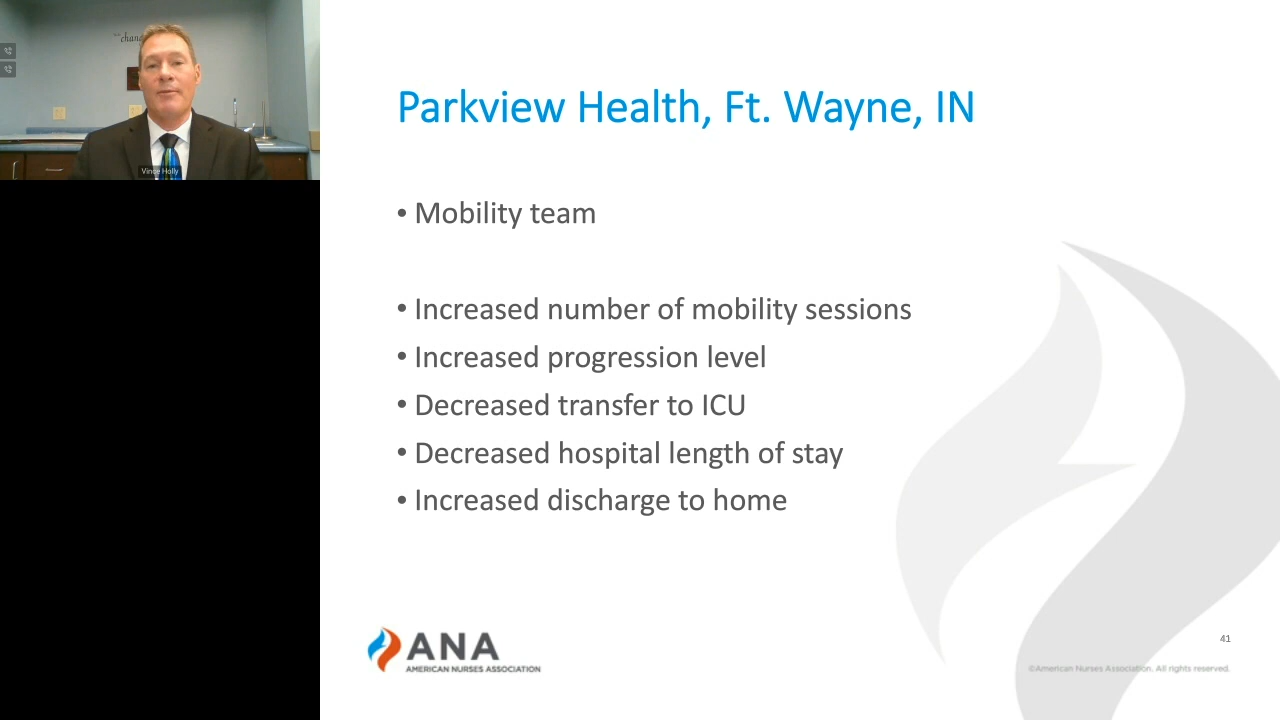 Vince Holly
Parkview Health, Ft. Wayne, IN
• Mobility team
• Increased number of mobility sessions
• Increased progression level
• Decreased transfer to ICU
• Decreased hospital length of stay
• Increased discharge to home
ANA
AMERICAN NURSES ASSOCIATION
41
©American Nurses Association. All rights reserved.